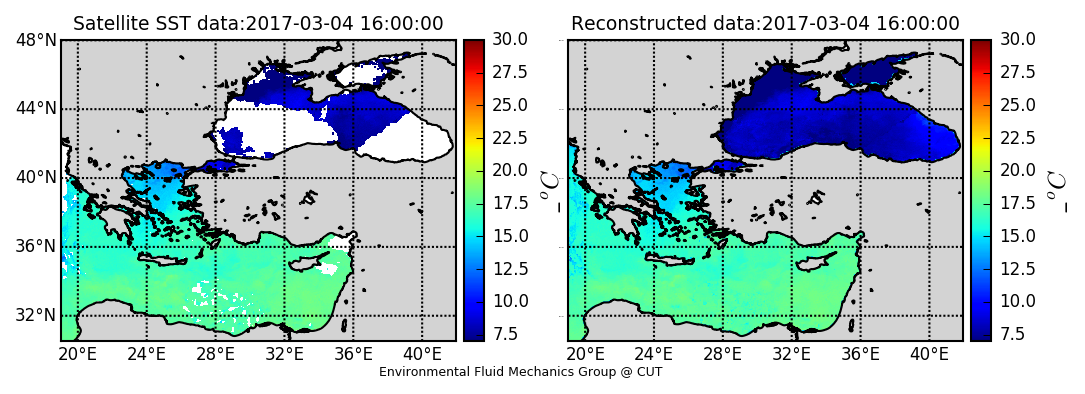 Satellite SST data:2017-03-04 16:00:00
48°N
44°N
40°N
36°N
32°N
20°E 24°E 28°E 32°E 36°E 40°E
30.0
27.5
25.0
22.5
20.0
17.5
15.0
12.5
10.0
7.5
_°C
Reconstructed data:2017-03-04 16:00:00
20°E 24°E 28°E 32°E 36°E 40°E
30.0
27.5
25.0
22.5
20.0
17.5
15.0
12.5
10.0
7.5
_°C
Environmental Fluid Mechanics Group @ CUT